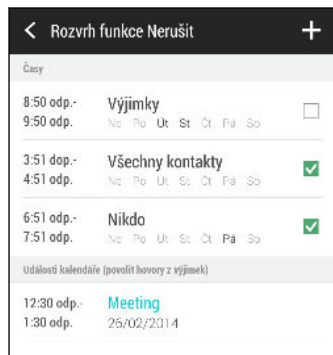 Rozvrh funkce Nerušit
Časy
8:50 odp.- Výjimky
9:50 odp. Ne Po Út St Čt Pá So
3:51 dop.- Všechny kontakty
4:51 odp. Ne Po Út St Čt Pá So
6:51 odp.- Nikdo
7:51 odp. Ne Po Út St Čt Pá So
Události kalendáře (povolit hovory z výjimek)
12:30 odp.- Meeting
1:30 odp. 26/02/2014